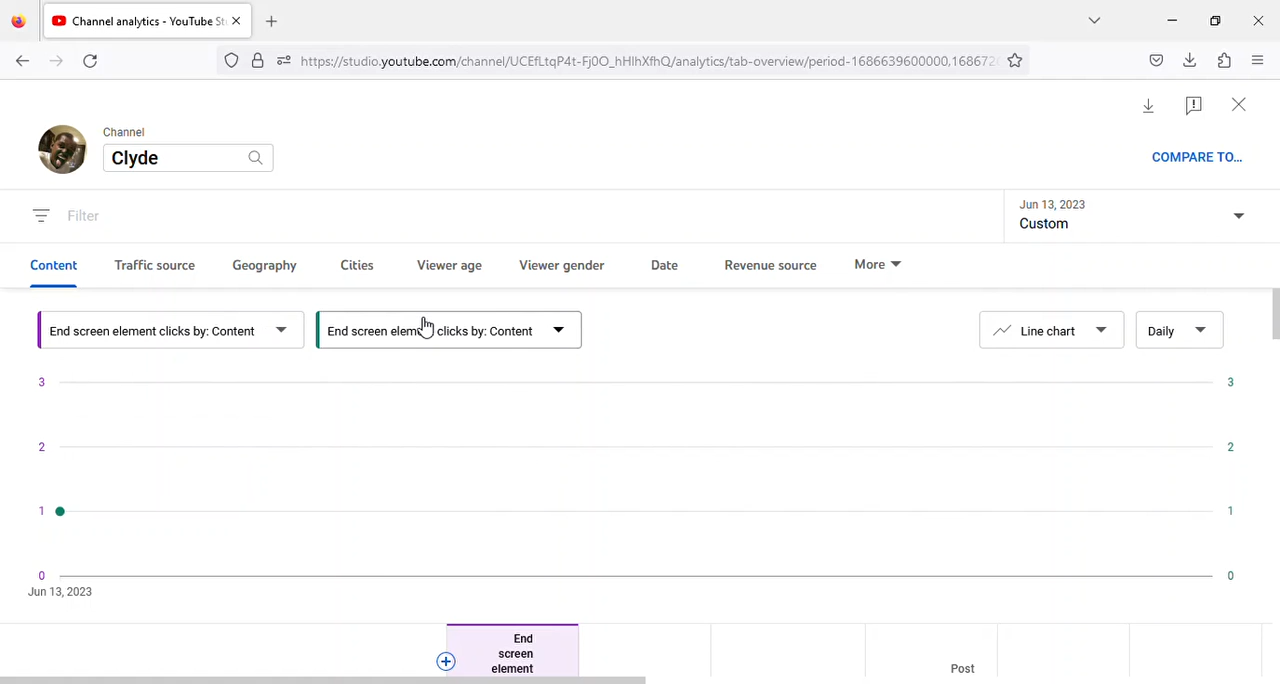 Channel analytics - YouTube St
https://studio.youtube.com/channel/UCEfLtqP4t-Fj0O_hHlhXfhQ/analytics/tab-overview/period-1686639600000,168672
Channel
Clyde
COMPARE TO...
Filter
Jun 13, 2023
Custom
Content Traffic source Geography Cities Viewer age Viewer gender Date Revenue source More
End screen element clicks by: Content End screen elem clicks by: Content Line chart Daily
3 3
2 2
1 1
0 0
Jun 13, 2023
End
screen
element Post